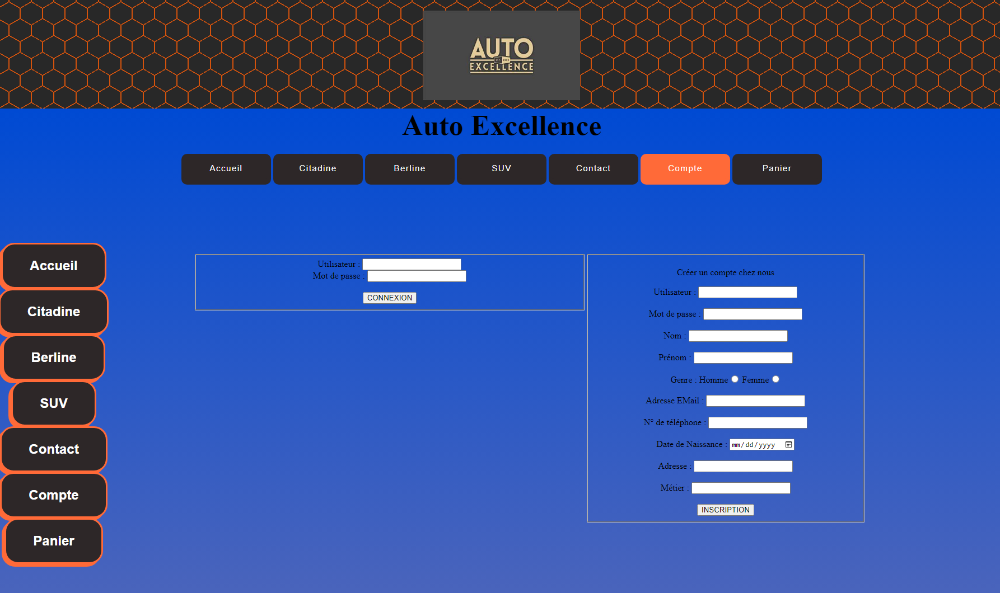 AUTO
EXCELLENCE
Auto Excellence
Accueil Citadine Berline SUV Contact Compte Panier
Accueil
Citadine
Berline
SUV
Contact
Compte
Panier
Utilisateur :
Mot de passe :
CONNEXION
Créer un compte chez nous
Utilisateur :
Mot de passe :
Nom :
Prénom :
Genre : Homme Femme
Adresse EMail :
N° de téléphone :
Date de Naissance : mm/dd/yyyy
Adresse :
Métier :
INSCRIPTION